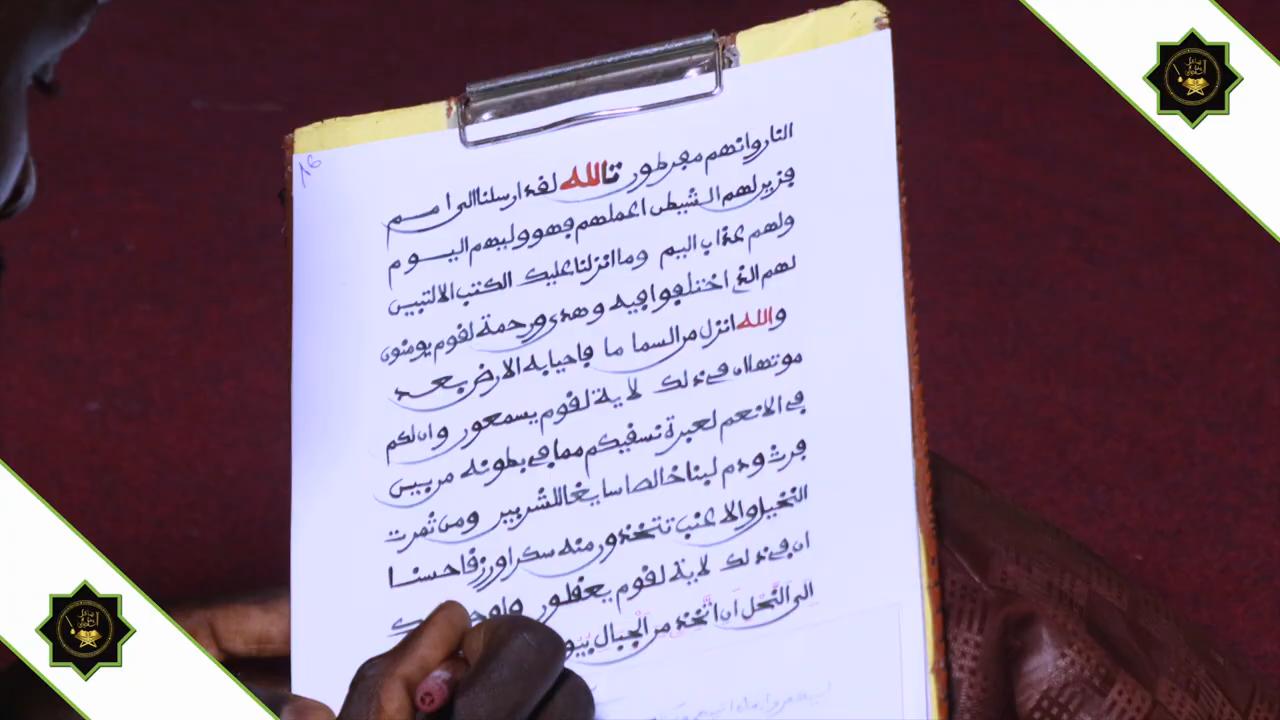 16
النار وانهم مفرطون تالله لقد ارسلنا الى امم
فزين لهم الشيطن اعملهم فهو وليهم اليوم
ولهم عذاب اليم وما انزلنا عليك الكتب الا لتبين
لهم الذي اختلفوا فيه وهدى ورحمة لقوم يومنون
والله انزل من السما ما فاحيا به الارض بعد
موتها ان في ذلك لاية لقوم يسمعون وان لكم
في الانعم لعبرة نسقيكم مما في بطونه من بين
فرث ودم لبنا خالصا سايغا للشربين ومن ثمرت
النخيل والاعنب تتخذون منه سكرا ورزقا حسنا
ان في ذلك لاية لقوم يعقلون
الى النحل ان اتخذي من الجبال